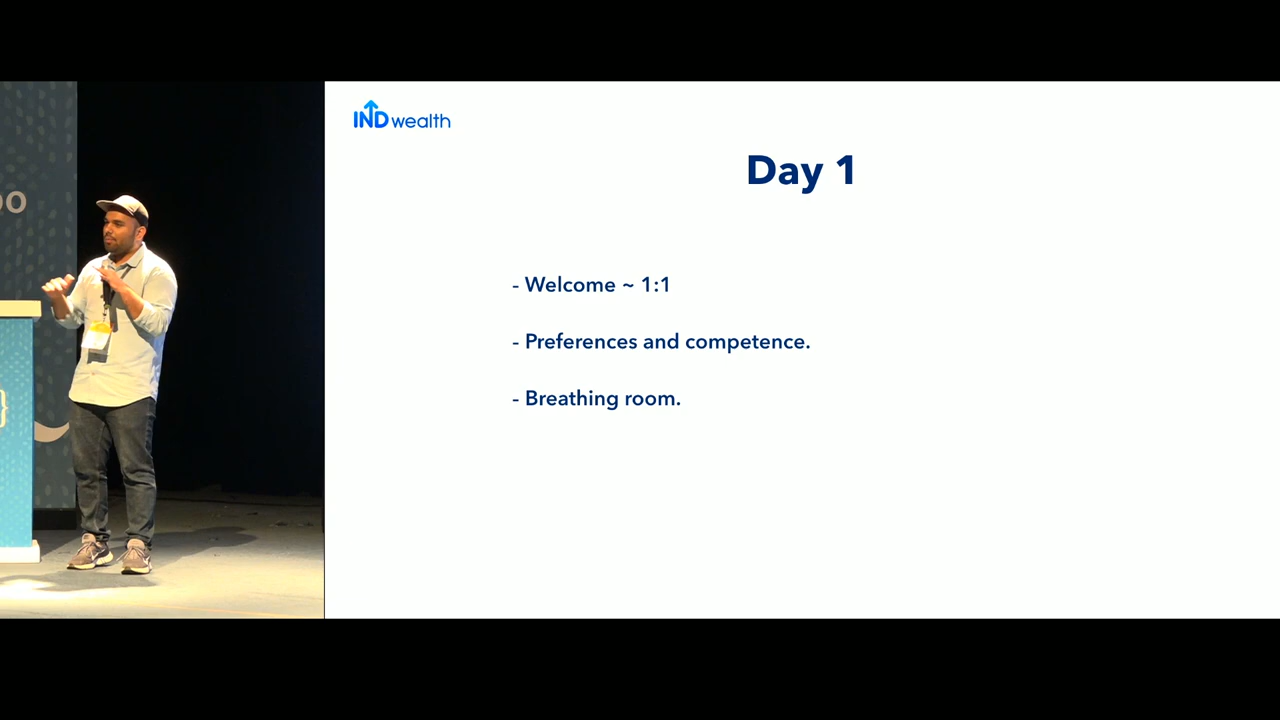 INDwealth
Day 1
- Welcome ~ 1:1
- Preferences and competence.
- Breathing room.
}